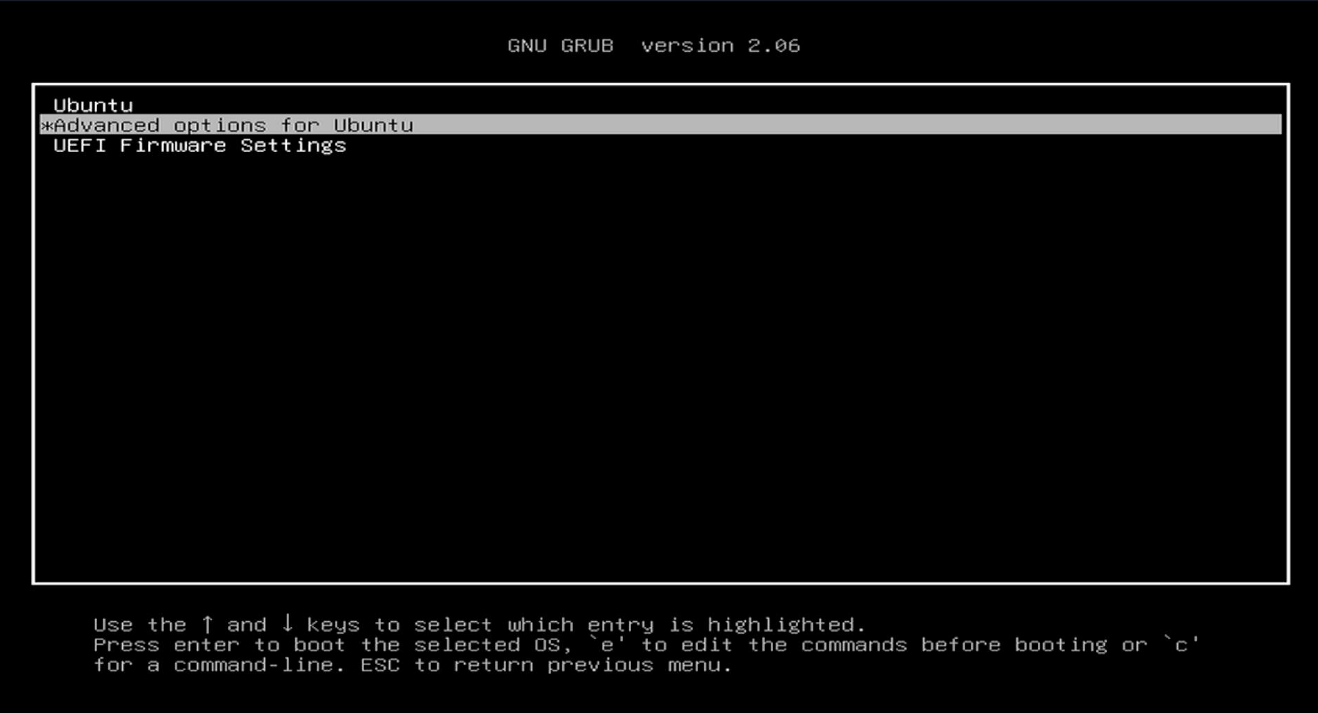 GNU GRUB  version 2.06
Ubuntu
*Advanced options for Ubuntu
UEFI Firmware Settings
Use the ↑ and ↓ keys to select which entry is highlighted.
Press enter to boot the selected OS, `e' to edit the commands before booting or `c'
for a command-line. ESC to return previous menu.